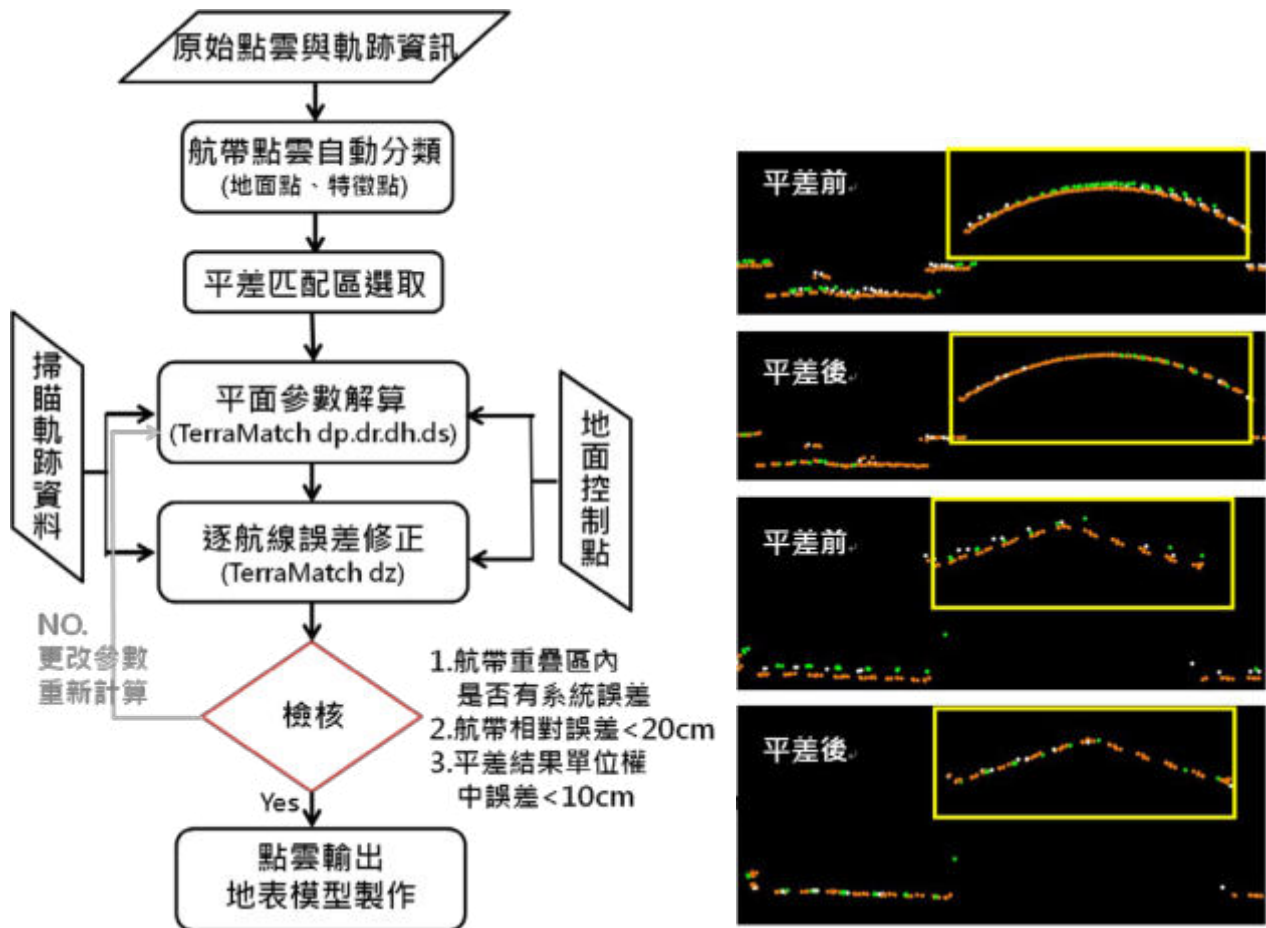 原始點雲與軌跡資訊
航帶點雲自動分類
(地面點、特徵點)
平差匹配區選取
掃瞄軌跡資料
平面參數解算
(TerraMatch dp.dr.dh.ds)
地面控制點
逐航線誤差修正
(TerraMatch dz)
NO.
更改參數
重新計算
檢核
1.航帶重疊區內
是否有系統誤差
2.航帶相對誤差<20cm
3.平差結果單位權
中誤差<10cm
Yes
點雲輸出
地表模型製作
平差前
平差後
平差前
平差後